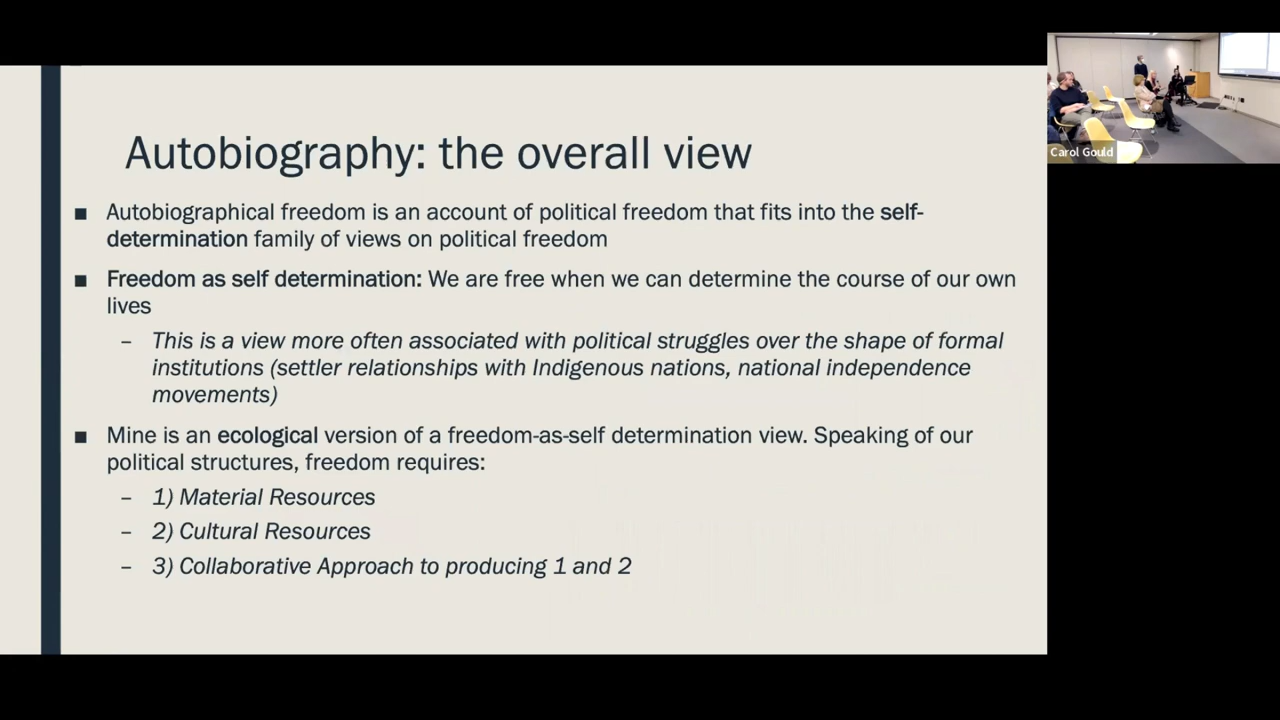 Autobiography: the overall view
■ Autobiographical freedom is an account of political freedom that fits into the self-
determination family of views on political freedom
■ Freedom as self determination: We are free when we can determine the course of our own
lives
– This is a view more often associated with political struggles over the shape of formal
institutions (settler relationships with Indigenous nations, national independence
movements)
■ Mine is an ecological version of a freedom-as-self determination view. Speaking of our
political structures, freedom requires:
– 1) Material Resources
– 2) Cultural Resources
– 3) Collaborative Approach to producing 1 and 2
Carol Gould